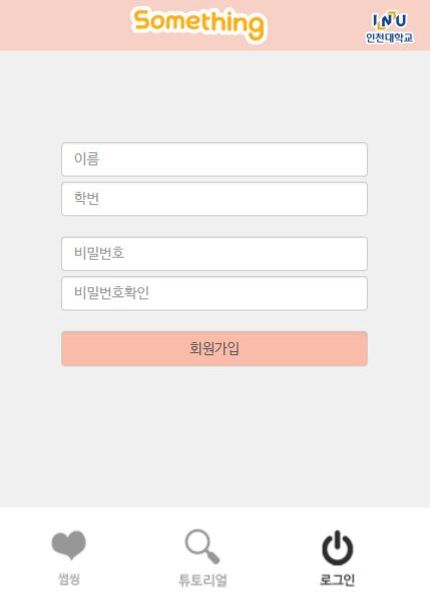 Something
INU
인천대학교
이름
학번
비밀번호
비밀번호확인
회원가입
썸씽
튜토리얼
로그인